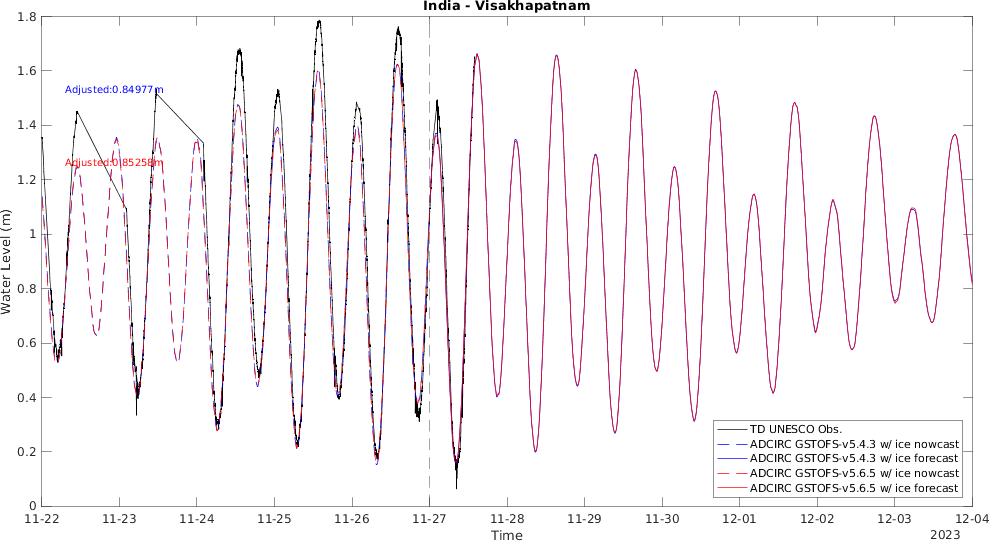 India - Visakhapatnam
1.8
1.6
1.4
1.2
1
0.8
0.6
0.4
0.2
0
Water Level (m)
Adjusted:0.84977m
Adjusted:0.85258m
TD UNESCO Obs.
ADCIRC GSTOFS-v5.4.3 w/ ice nowcast
ADCIRC GSTOFS-v5.4.3 w/ ice forecast
ADCIRC GSTOFS-v5.6.5 w/ ice nowcast
ADCIRC GSTOFS-v5.6.5 w/ ice forecast
11-22 11-23 11-24 11-25 11-26 11-27 11-28 11-29 11-30 12-01 12-02 12-03 12-04
Time
2023